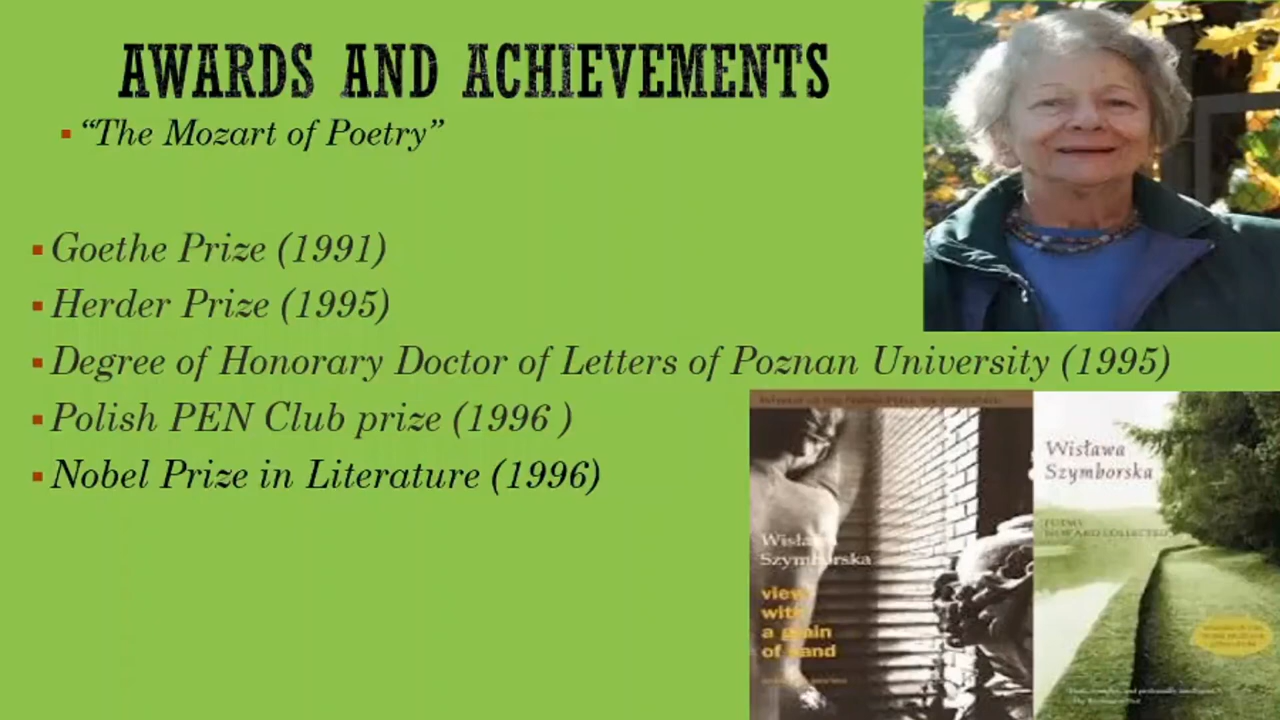 AWARDS AND ACHIEVEMENTS
“The Mozart of Poetry”
Goethe Prize (1991)
Herder Prize (1995)
Degree of Honorary Doctor of Letters of Poznan University (1995)
Polish PEN Club prize (1996 )
Nobel Prize in Literature (1996)
Wisława
Szymborska
view
with
a grain
of sand
Wisława
Szymborska